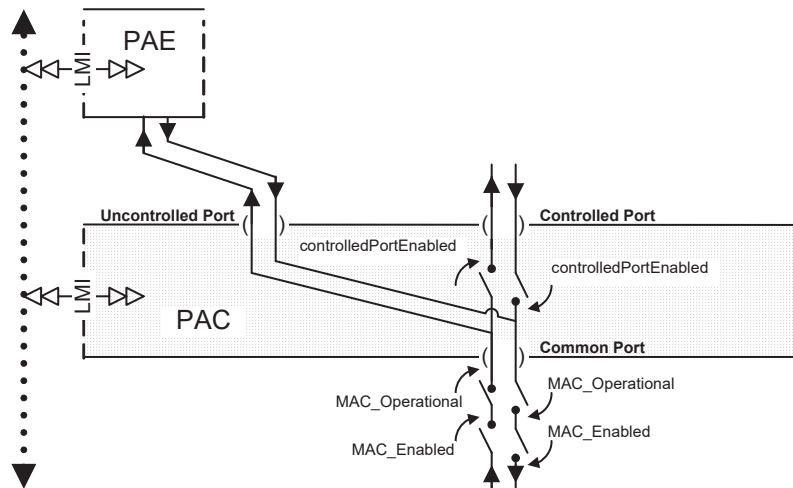 PAE
LMI
Uncontrolled Port
Controlled Port
controlledPortEnabled
controlledPortEnabled
LMI
PAC
Common Port
MAC_Operational
MAC_Operational
MAC_Enabled
MAC_Enabled